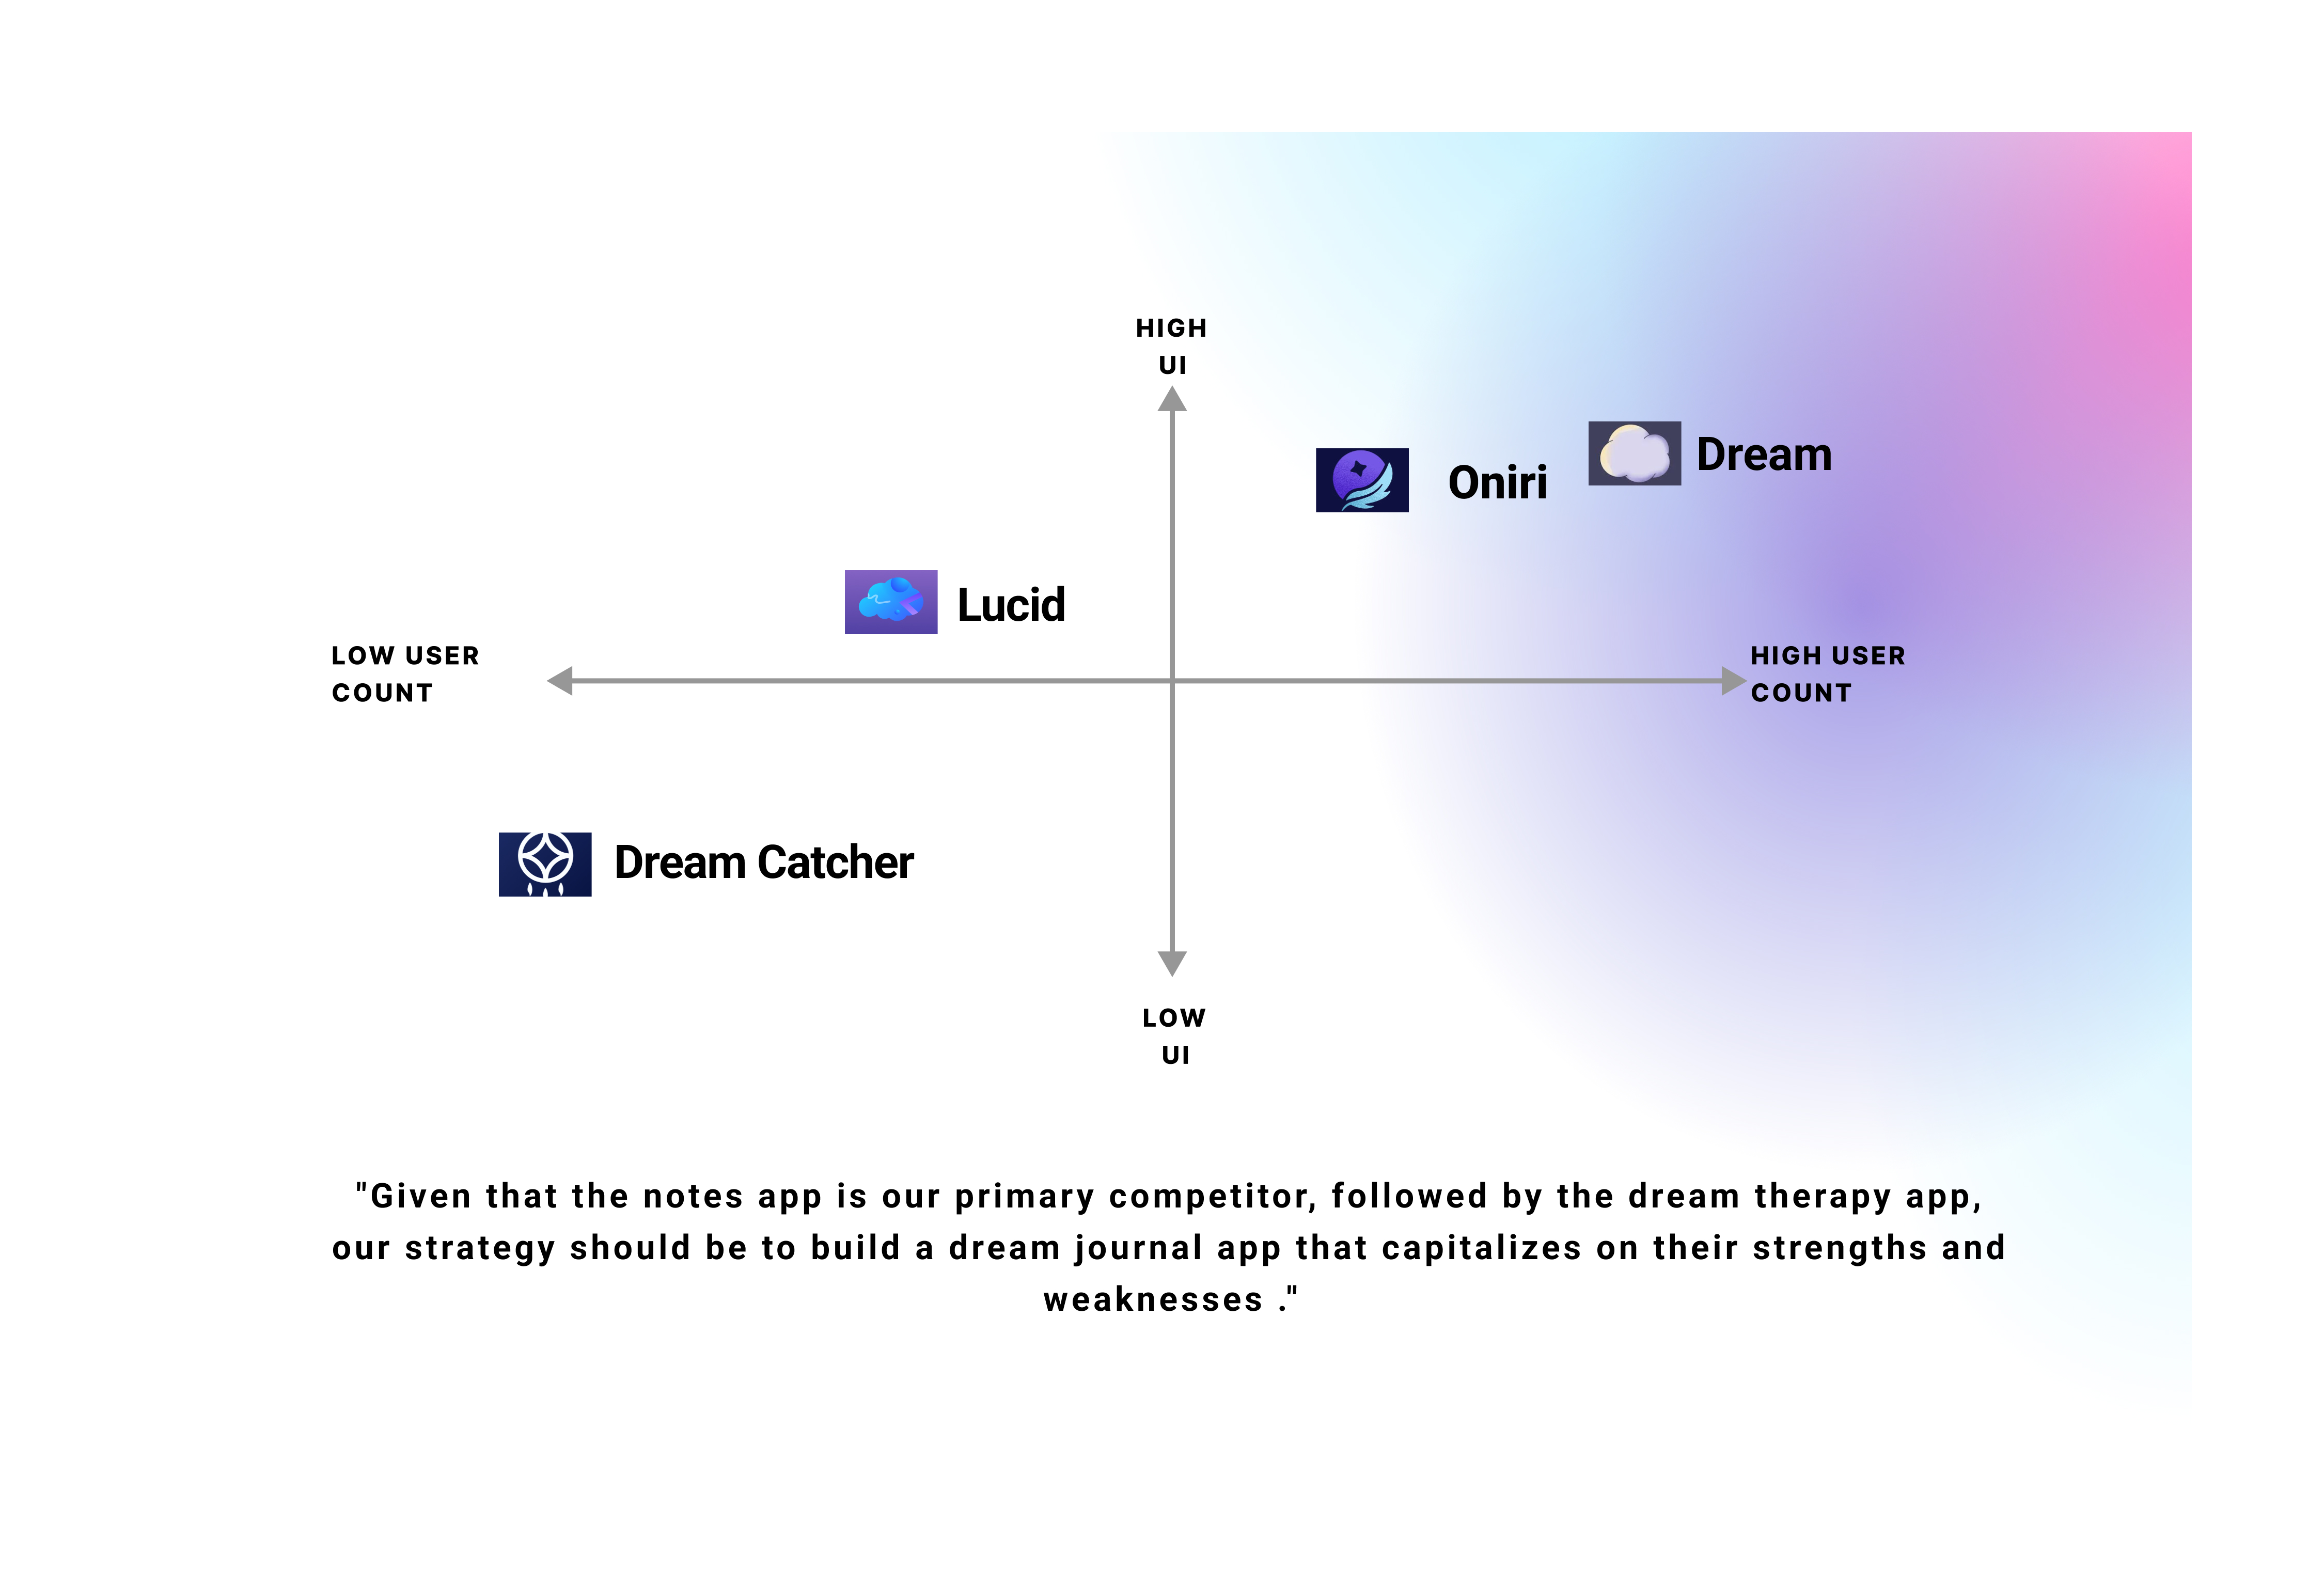 HIGH
UI
Dream
Oniri
Lucid
LOW USER
COUNT
HIGH USER
COUNT
Dream Catcher
LOW
UI
"Given that the notes app is our primary competitor, followed by the dream therapy app,
our strategy should be to build a dream journal app that capitalizes on their strengths and
weaknesses ."